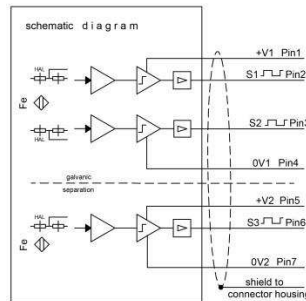 schematic diagram
+V1 Pin1
HAL
S1 Pin2
Fe
S2 Pin3
HAL
0V1 Pin4
galvanic
separation
+V2 Pin5
HAL
S3 Pin6
Fe
0V2 Pin7
shield to
connector housing